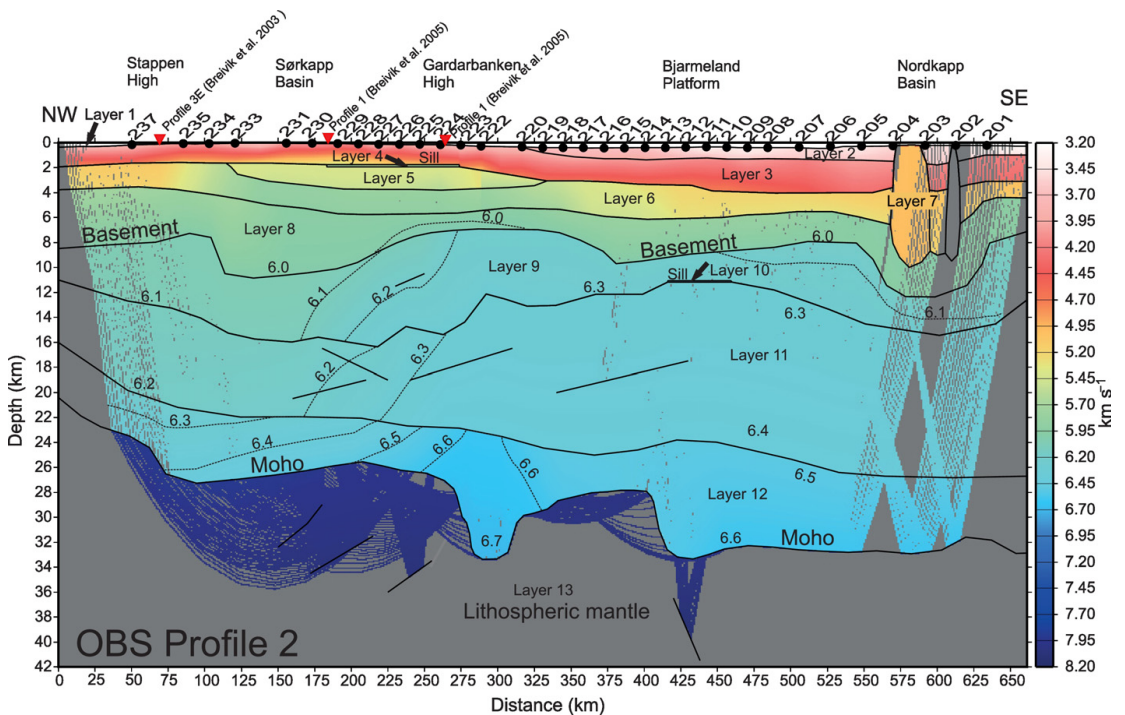 Stappen
High
Profile 3E (Breivik et al. 2003 )
Sørkapp
Basin
Profile 1 (Breivik et al. 2005)
Gardarbanken
High
Profile 1 (Breivik et al. 2005)
Bjarmeland
Platform
Nordkapp
Basin
NW
SE
Layer 1
237 235 234 233 231 230 229 228 227 226 225 224 223 222 220 219 218 217 216 215 214 213 212 211 210 209 208 207 206 205 204 203 202 201
Layer 2
Layer 4
Sill
Layer 3
Layer 5
Layer 6
Layer 7
Layer 8
Basement
6.0
6.0
Basement
6.0
Layer 9
Sill
Layer 10
6.1
6.1
6.2
6.3
6.3
6.1
Layer 11
6.2
6.2
6.3
6.3
6.4
6.5
6.6
6.6
6.4
6.5
Moho
Layer 12
6.7
6.6
Moho
Layer 13
Lithospheric mantle
OBS Profile 2
0
2
4
6
8
10
12
14
16
18
20
22
24
26
28
30
32
34
36
38
40
42
Depth (km)
0 25 50 75 100 125 150 175 200 225 250 275 300 325 350 375 400 425 450 475 500 525 550 575 600 625 650
Distance (km)
3.20
3.45
3.70
3.95
4.20
4.45
4.70
4.95
5.20
5.45
5.70
5.95
6.20
6.45
6.70
6.95
7.20
7.45
7.70
7.95
8.20
km s⁻¹